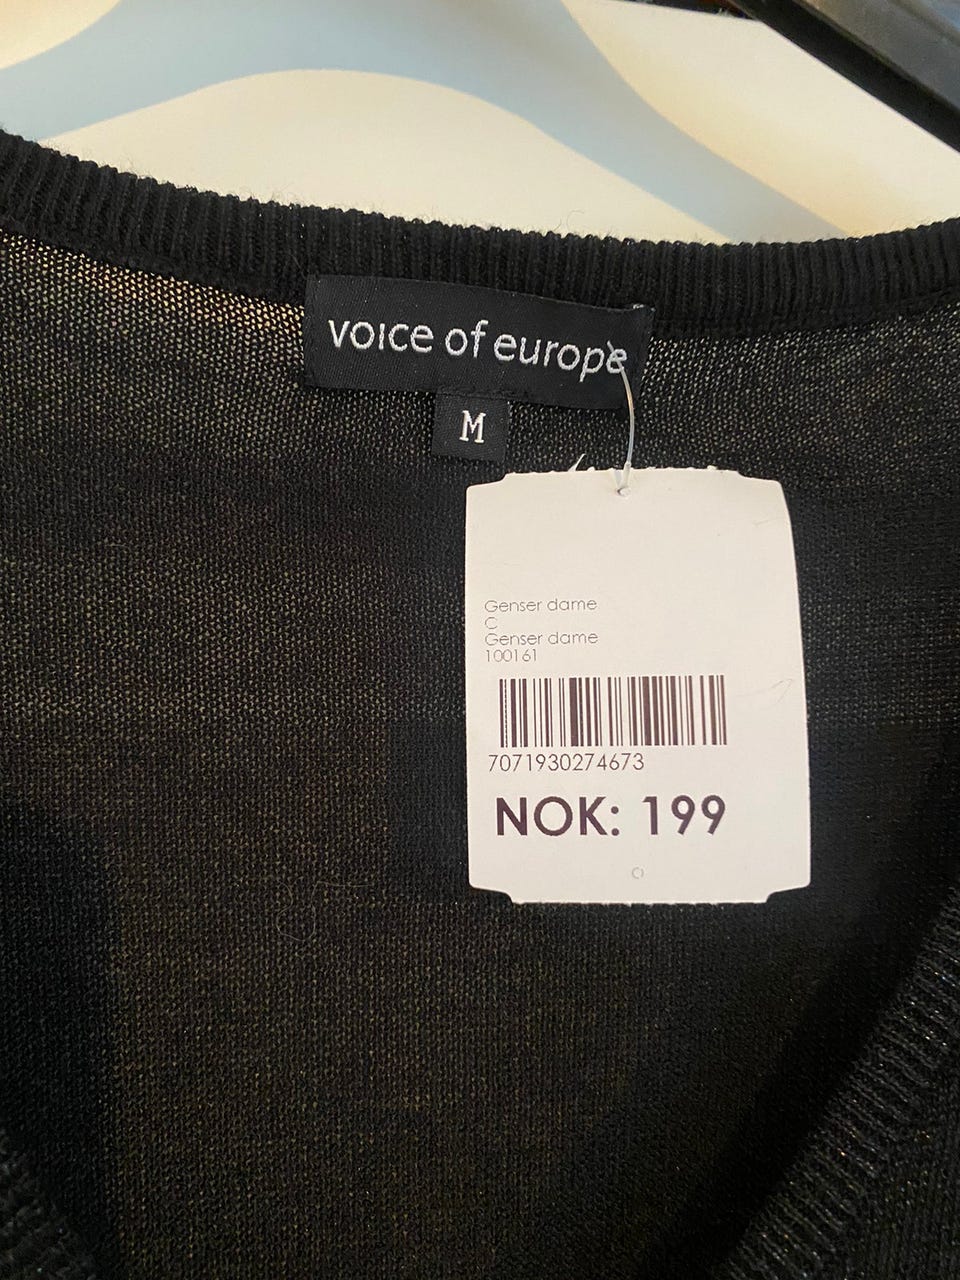 voice of europe
M
Genser dame
C
Genser dame
100161
7071930274673
NOK: 199